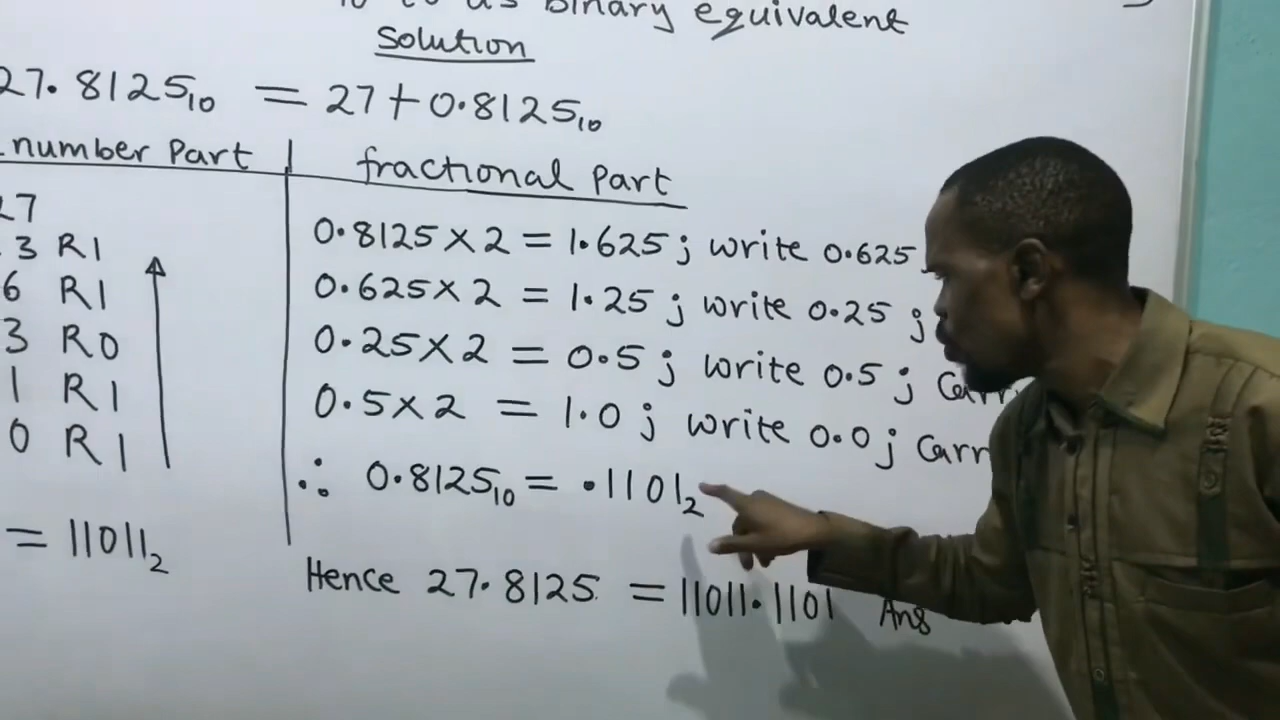 to its binary equivalent
Solution
27.8125₁₀ = 27 + 0.8125₁₀
number Part
fractional Part
27
3 R1
6 R1
3 R0
1 R1
0 R1
= 11011₂
0.8125 × 2 = 1.625 ; write 0.625
0.625 × 2 = 1.25 ; write 0.25 ;
0.25 × 2 = 0.5 ; write 0.5 ; Carr
0.5 × 2 = 1.0 ; write 0.0 ; Carr
∴ 0.8125₁₀ = .1101₂
Hence 27.8125 = 11011.1101 Ans